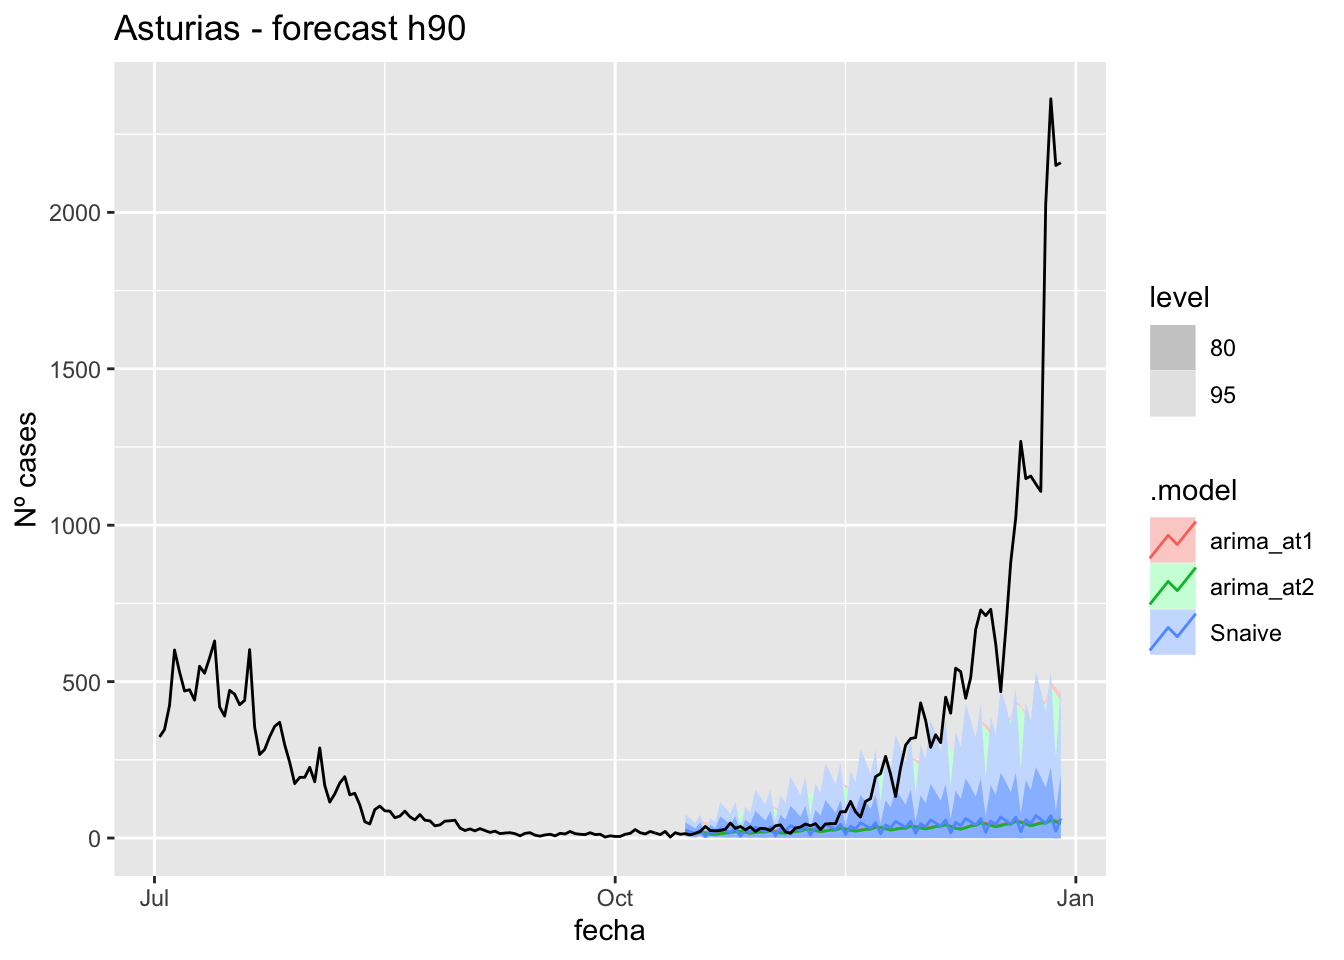 Asturias - forecast h90
Nº cases
2000
1500
1000
500
0
Jul
Oct
Jan
fecha
level
80
95
.model
arima_at1
arima_at2
Snaive